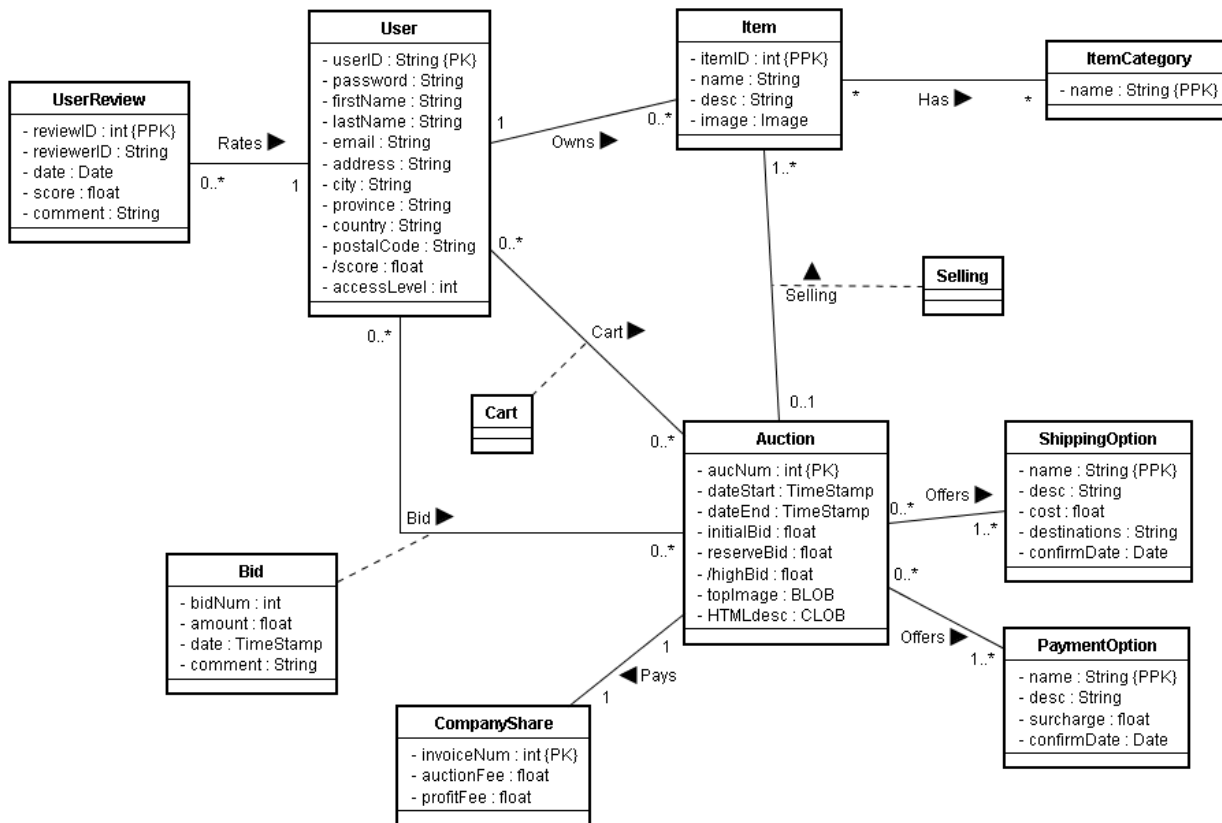 User
- userID : String {PK}
- password : String
- firstName : String
- lastName : String
- email : String
- address : String
- city : String
- province : String
- country : String
- postalCode : String
- /score : float
- accessLevel : int
Item
- itemID : int {PPK}
- name : String
- desc : String
- image : Image
ItemCategory
- name : String {PPK}
UserReview
- reviewID : int {PPK}
- reviewerID : String
- date : Date
- score : float
- comment : String
Rates ▶
0..*
1
1
Owns ▶
0..*
*
Has ▶
*
1..*
▲
Selling
Selling
0..1
0..*
Cart ▶
Cart
0..*
0..*
Bid ▶
0..*
Bid
- bidNum : int
- amount : float
- date : TimeStamp
- comment : String
Auction
- aucNum : int {PK}
- dateStart : TimeStamp
- dateEnd : TimeStamp
- initialBid : float
- reserveBid : float
- /highBid : float
- topImage : BLOB
- HTMLdesc : CLOB
Offers ▶
0..*
1..*
ShippingOption
- name : String {PPK}
- desc : String
- cost : float
- destinations : String
- confirmDate : Date
0..*
Offers ▶
1..*
PaymentOption
- name : String {PPK}
- desc : String
- surcharge : float
- confirmDate : Date
1
◀ Pays
1
CompanyShare
- invoiceNum : int {PK}
- auctionFee : float
- profitFee : float